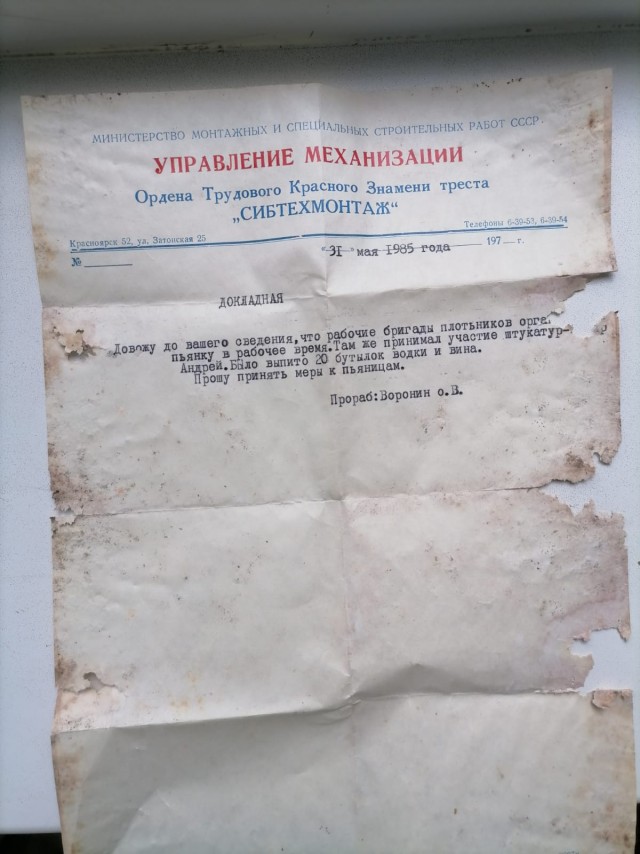 МИНИСТЕРСТВО МОНТАЖНЫХ И СПЕЦИАЛЬНЫХ СТРОИТЕЛЬНЫХ РАБОТ СССР
УПРАВЛЕНИЕ МЕХАНИЗАЦИИ
Ордена Трудового Красного Знамени треста
„СИБТЕХМОНТАЖ“
Красноярск 52, ул. Затонская 25
Телефоны 6-39-53, 6-39-54
№
"31" мая 1985 года 197 г.
ДОКЛАДНАЯ
Довожу до вашего сведения,что рабочие бригады плотников
пьянку в рабочее время.Там же принимал участие штукатур-
Андрей.Было выпито 20 бутылок водки и вина.
Прошу принять меры к пьяницам.
Прораб:Воронин о.В.